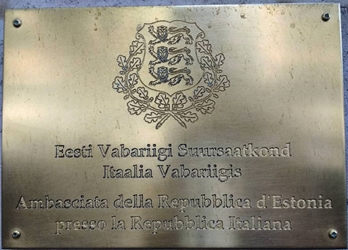 Eesti Vabariigi Suursaatkond
Itaalia Vabariigis
Ambasciata della Repubblica d'Estonia
presso la Repubblica Italiana